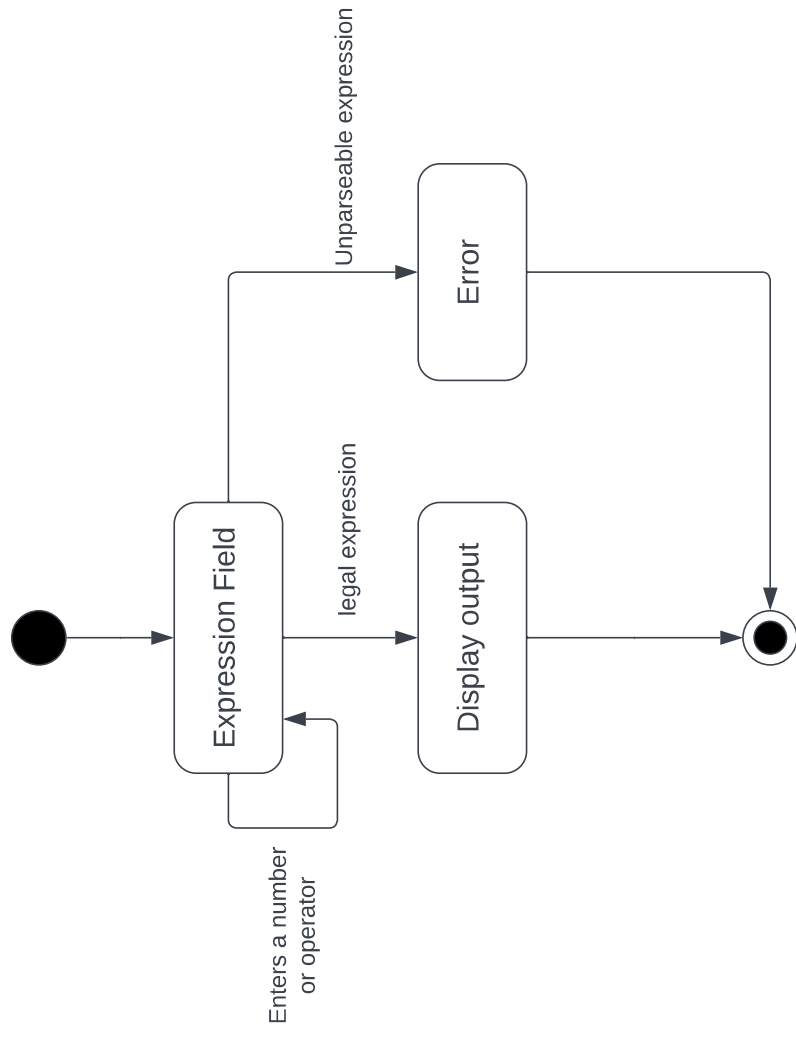 Enters a number
or operator
Expression Field
legal expression
Unparseable expression
Display output
Error